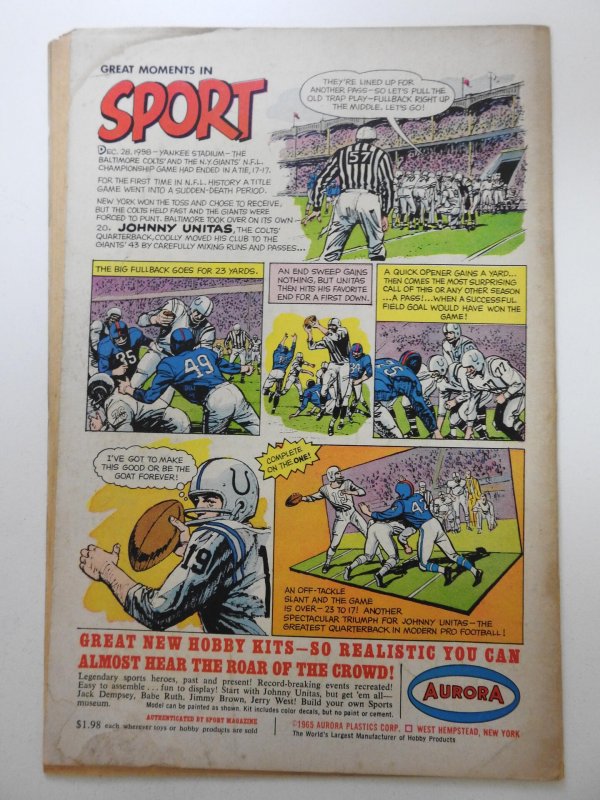 GREAT MOMENTS IN
SPORT
DEC. 28, 1958 - YANKEE STADIUM - THE
BALTIMORE COLTS' AND THE N.Y. GIANTS' N.F.L.
CHAMPIONSHIP GAME HAD ENDED IN A TIE, 17-17.
FOR THE FIRST TIME IN N.F.L. HISTORY A TITLE
GAME WENT INTO A SUDDEN-DEATH PERIOD.
NEW YORK WON THE TOSS AND CHOSE TO RECEIVE,
BUT THE COLTS HELD FAST AND THE GIANTS WERE
FORCED TO PUNT. BALTIMORE TOOK OVER ON ITS OWN
20. JOHNNY UNITAS, THE COLTS'
QUARTERBACK, COOLLY MOVED HIS CLUB TO THE
GIANTS' 43 BY CAREFULLY MIXING RUNS AND PASSES...
THEY'RE LINED UP FOR
ANOTHER PASS - SO LET'S PULL THE
OLD TRAP PLAY - FULLBACK RIGHT UP
THE MIDDLE. LET'S GO!
57
THE BIG FULLBACK GOES FOR 23 YARDS.
35
49
AN END SWEEP GAINS
NOTHING, BUT UNITAS
THEN HITS HIS FAVORITE
END FOR A FIRST DOWN.
34
A QUICK OPENER GAINS A YARD...
THEN COMES THE MOST SURPRISING
CALL OF THIS OR ANY OTHER SEASON
... A PASS!... WHEN A SUCCESSFUL
FIELD GOAL WOULD HAVE WON THE
GAME!
77
I'VE GOT TO MAKE
THIS GOOD OR BE THE
GOAT FOREVER!
19
19
COMPLETE
ON THE ONE!
42
AN OFF-TACKLE
SLANT AND THE GAME
IS OVER - 23 TO 17! ANOTHER
SPECTACULAR TRIUMPH FOR JOHNNY UNITAS - THE
GREATEST QUARTERBACK IN MODERN PRO FOOTBALL!
GREAT NEW HOBBY KITS—SO REALISTIC YOU CAN
ALMOST HEAR THE ROAR OF THE CROWD!
Legendary sports heroes, past and present! Record-breaking events recreated!
Easy to assemble . . . fun to display! Start with Johnny Unitas, but get 'em all—
Jack Dempsey, Babe Ruth, Jimmy Brown, Jerry West! Build your own Sports
museum. Model can be painted as shown. Kit includes color decals, but no paint or cement.
AURORA
AUTHENTICATED BY SPORT MAGAZINE
$1.98 each wherever toys or hobby products are sold
©1965 AURORA PLASTICS CORP. □ WEST HEMPSTEAD, NEW YORK
The World's Largest Manufacturer of Hobby Products